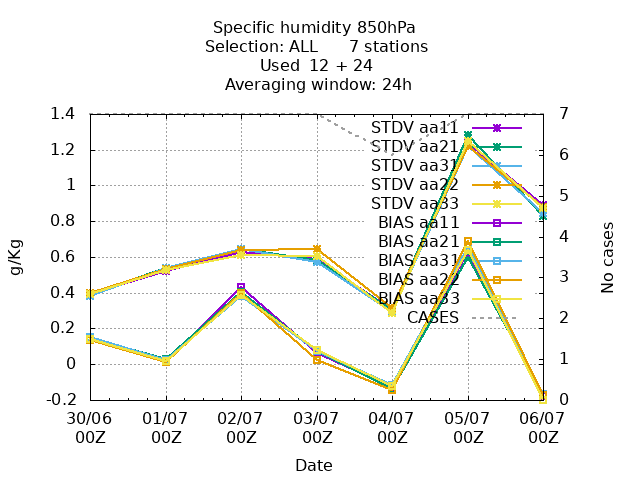 Specific humidity 850hPa
Selection: ALL 7 stations
Used 12 + 24
Averaging window: 24h
1.4
1.2
1
0.8
0.6
0.4
0.2
0
-0.2
g/Kg
7
6
5
4
3
2
1
0
No cases
STDV aa11
STDV aa21
STDV aa31
STDV aa22
STDV aa33
BIAS aa11
BIAS aa21
BIAS aa31
BIAS aa22
BIAS aa33
CASES
30/06 01/07 02/07 03/07 04/07 05/07 06/07
00Z 00Z 00Z 00Z 00Z 00Z 00Z
Date